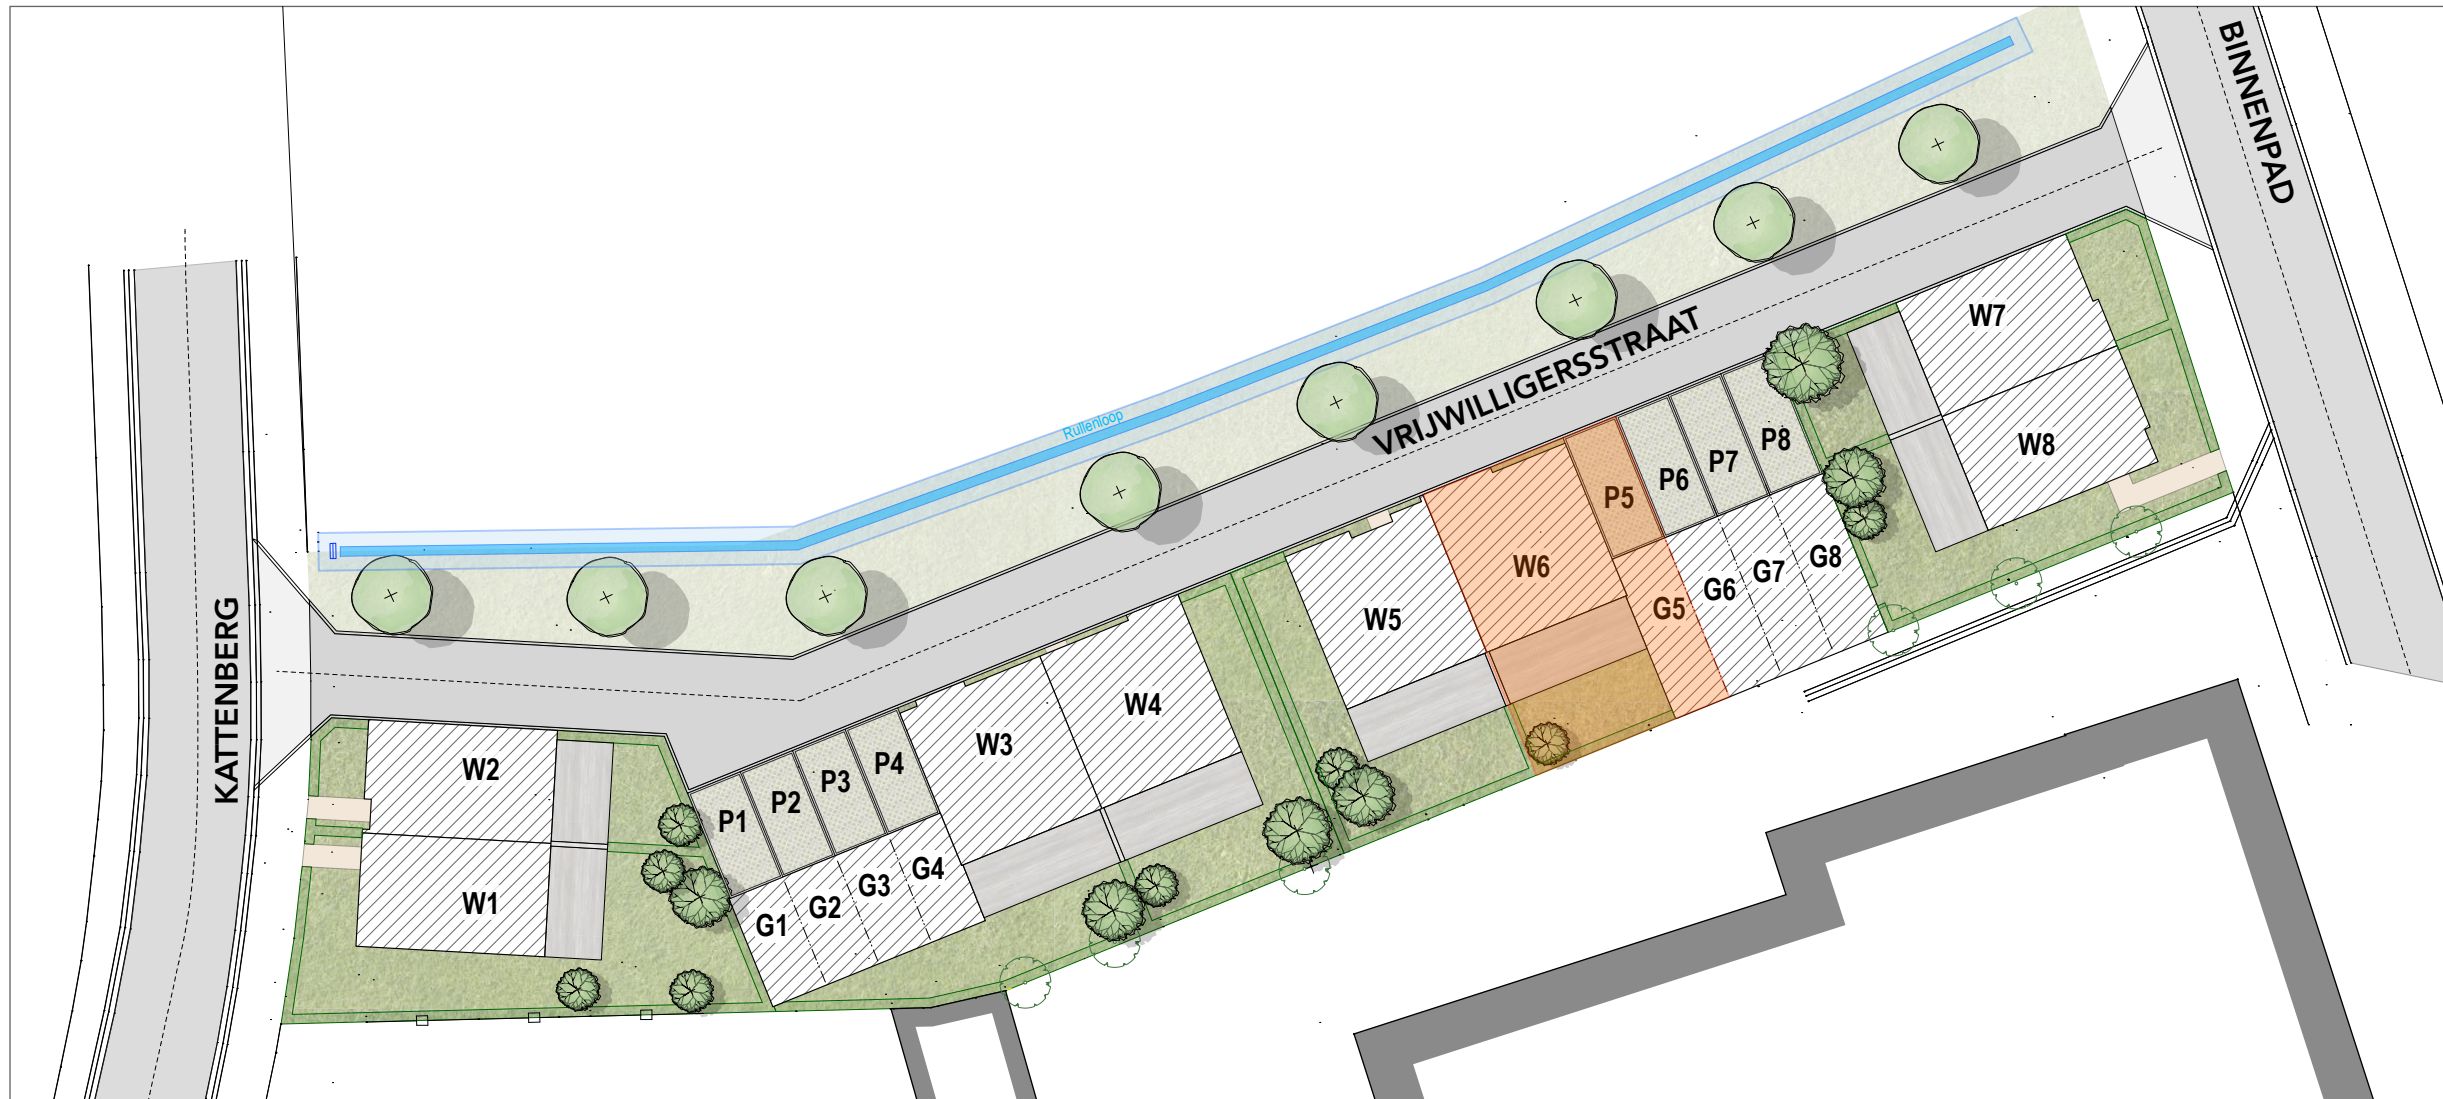 BINNENPAD
Rullenloop
VRIJWILLIGERSSTRAAT
KATTENBERG
W7
W8
P8
P7
P6
P5
W6
G8
G7
G6
G5
W5
W4
W3
P4
P3
P2
P1
G4
G3
G2
G1
W2
W1